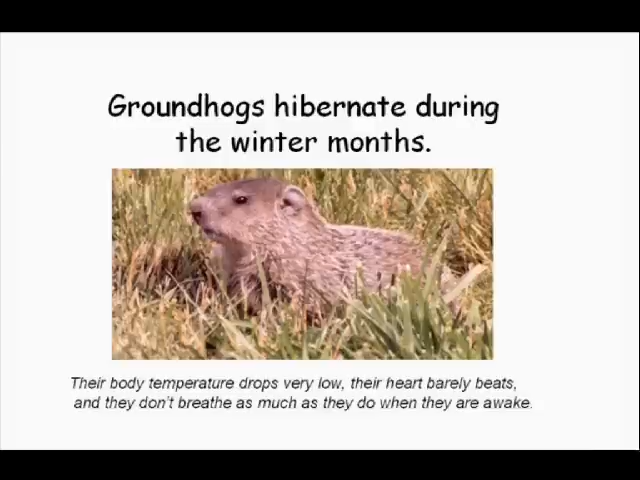 Groundhogs hibernate during
the winter months.
Their body temperature drops very low, their heart barely beats,
and they don't breathe as much as they do when they are awake.